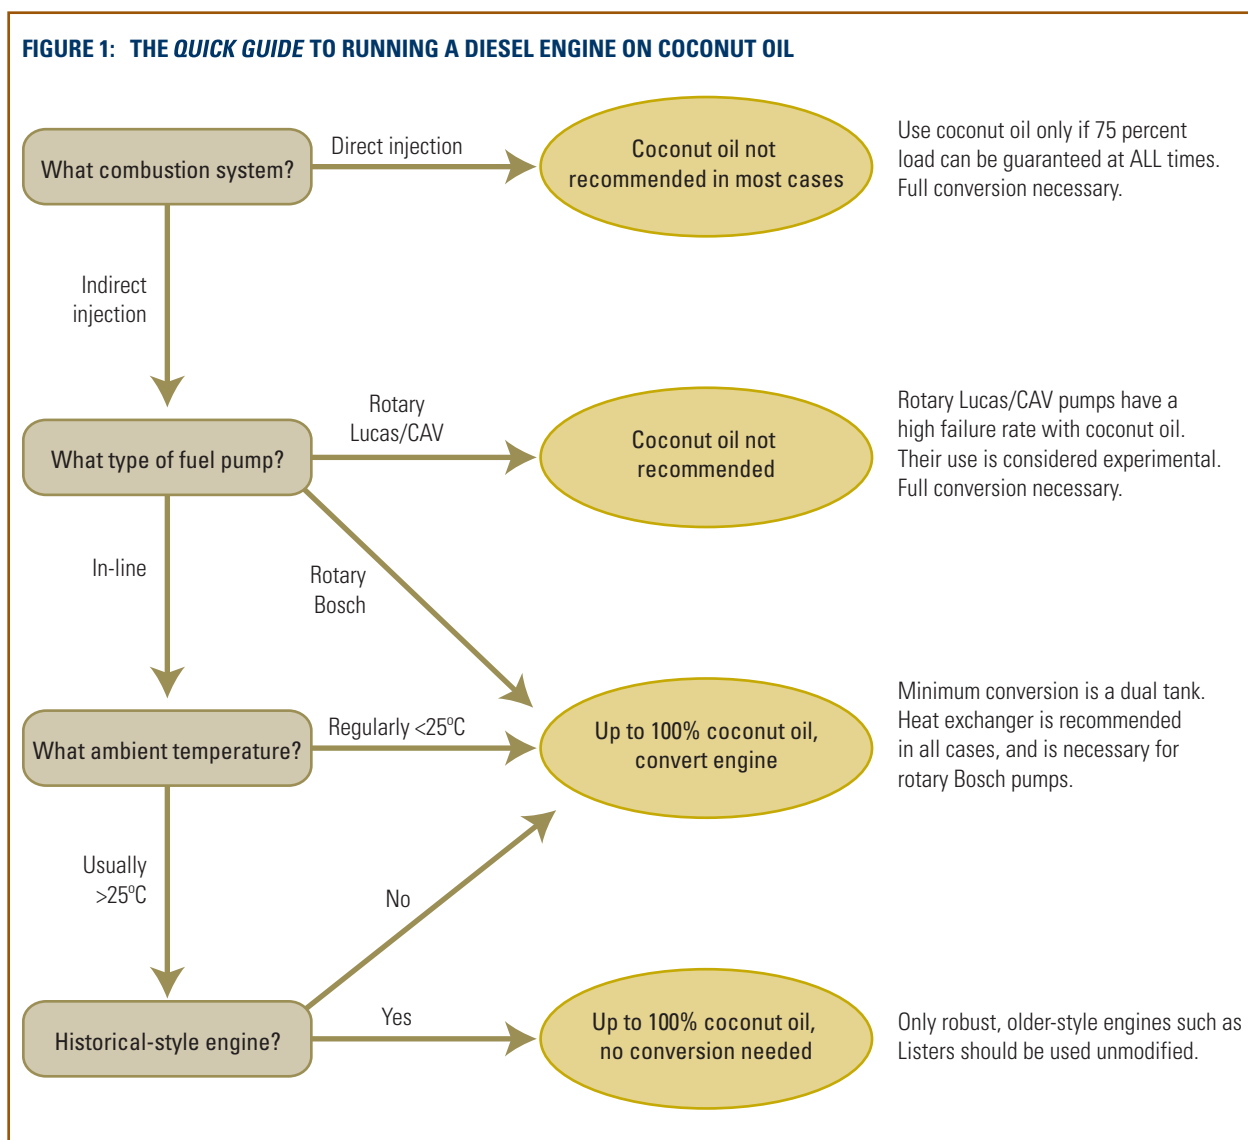 FIGURE 1: THE QUICK GUIDE TO RUNNING A DIESEL ENGINE ON COCONUT OIL
What combustion system?
Direct injection
Coconut oil not
recommended in most cases
Use coconut oil only if 75 percent
load can be guaranteed at ALL times.
Full conversion necessary.
Indirect
injection
What type of fuel pump?
Rotary
Lucas/CAV
Coconut oil not
recommended
Rotary Lucas/CAV pumps have a
high failure rate with coconut oil.
Their use is considered experimental.
Full conversion necessary.
In-line
Rotary
Bosch
What ambient temperature?
Regularly <25ºC
Up to 100% coconut oil,
convert engine
Minimum conversion is a dual tank.
Heat exchanger is recommended
in all cases, and is necessary for
rotary Bosch pumps.
Usually
>25ºC
No
Historical-style engine?
Yes
Up to 100% coconut oil,
no conversion needed
Only robust, older-style engines such as
Listers should be used unmodified.